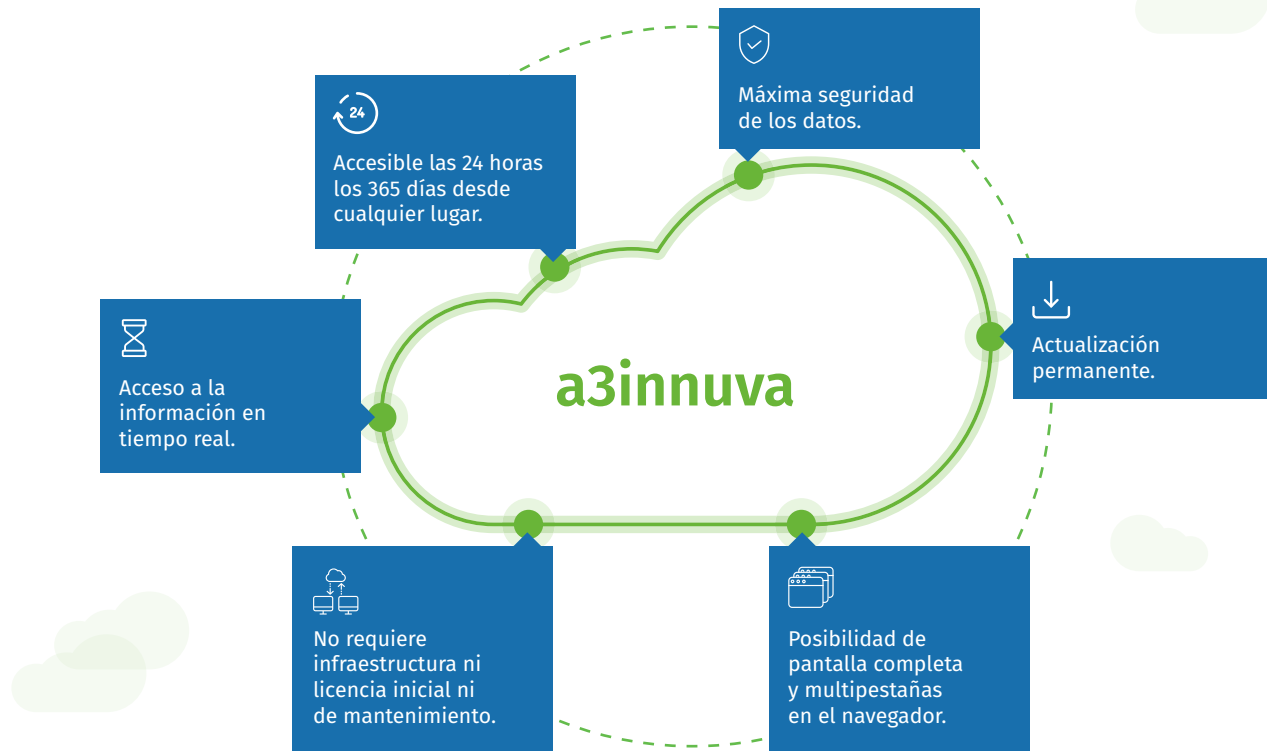 Máxima seguridad
de los datos.
24
Accesible las 24 horas
los 365 días desde
cualquier lugar.
Actualización
permanente.
Acceso a la
información en
tiempo real.
a3innuva
No requiere
infraestructura ni
licencia inicial ni
de mantenimiento.
Posibilidad de
pantalla completa
y multipestañas
en el navegador.